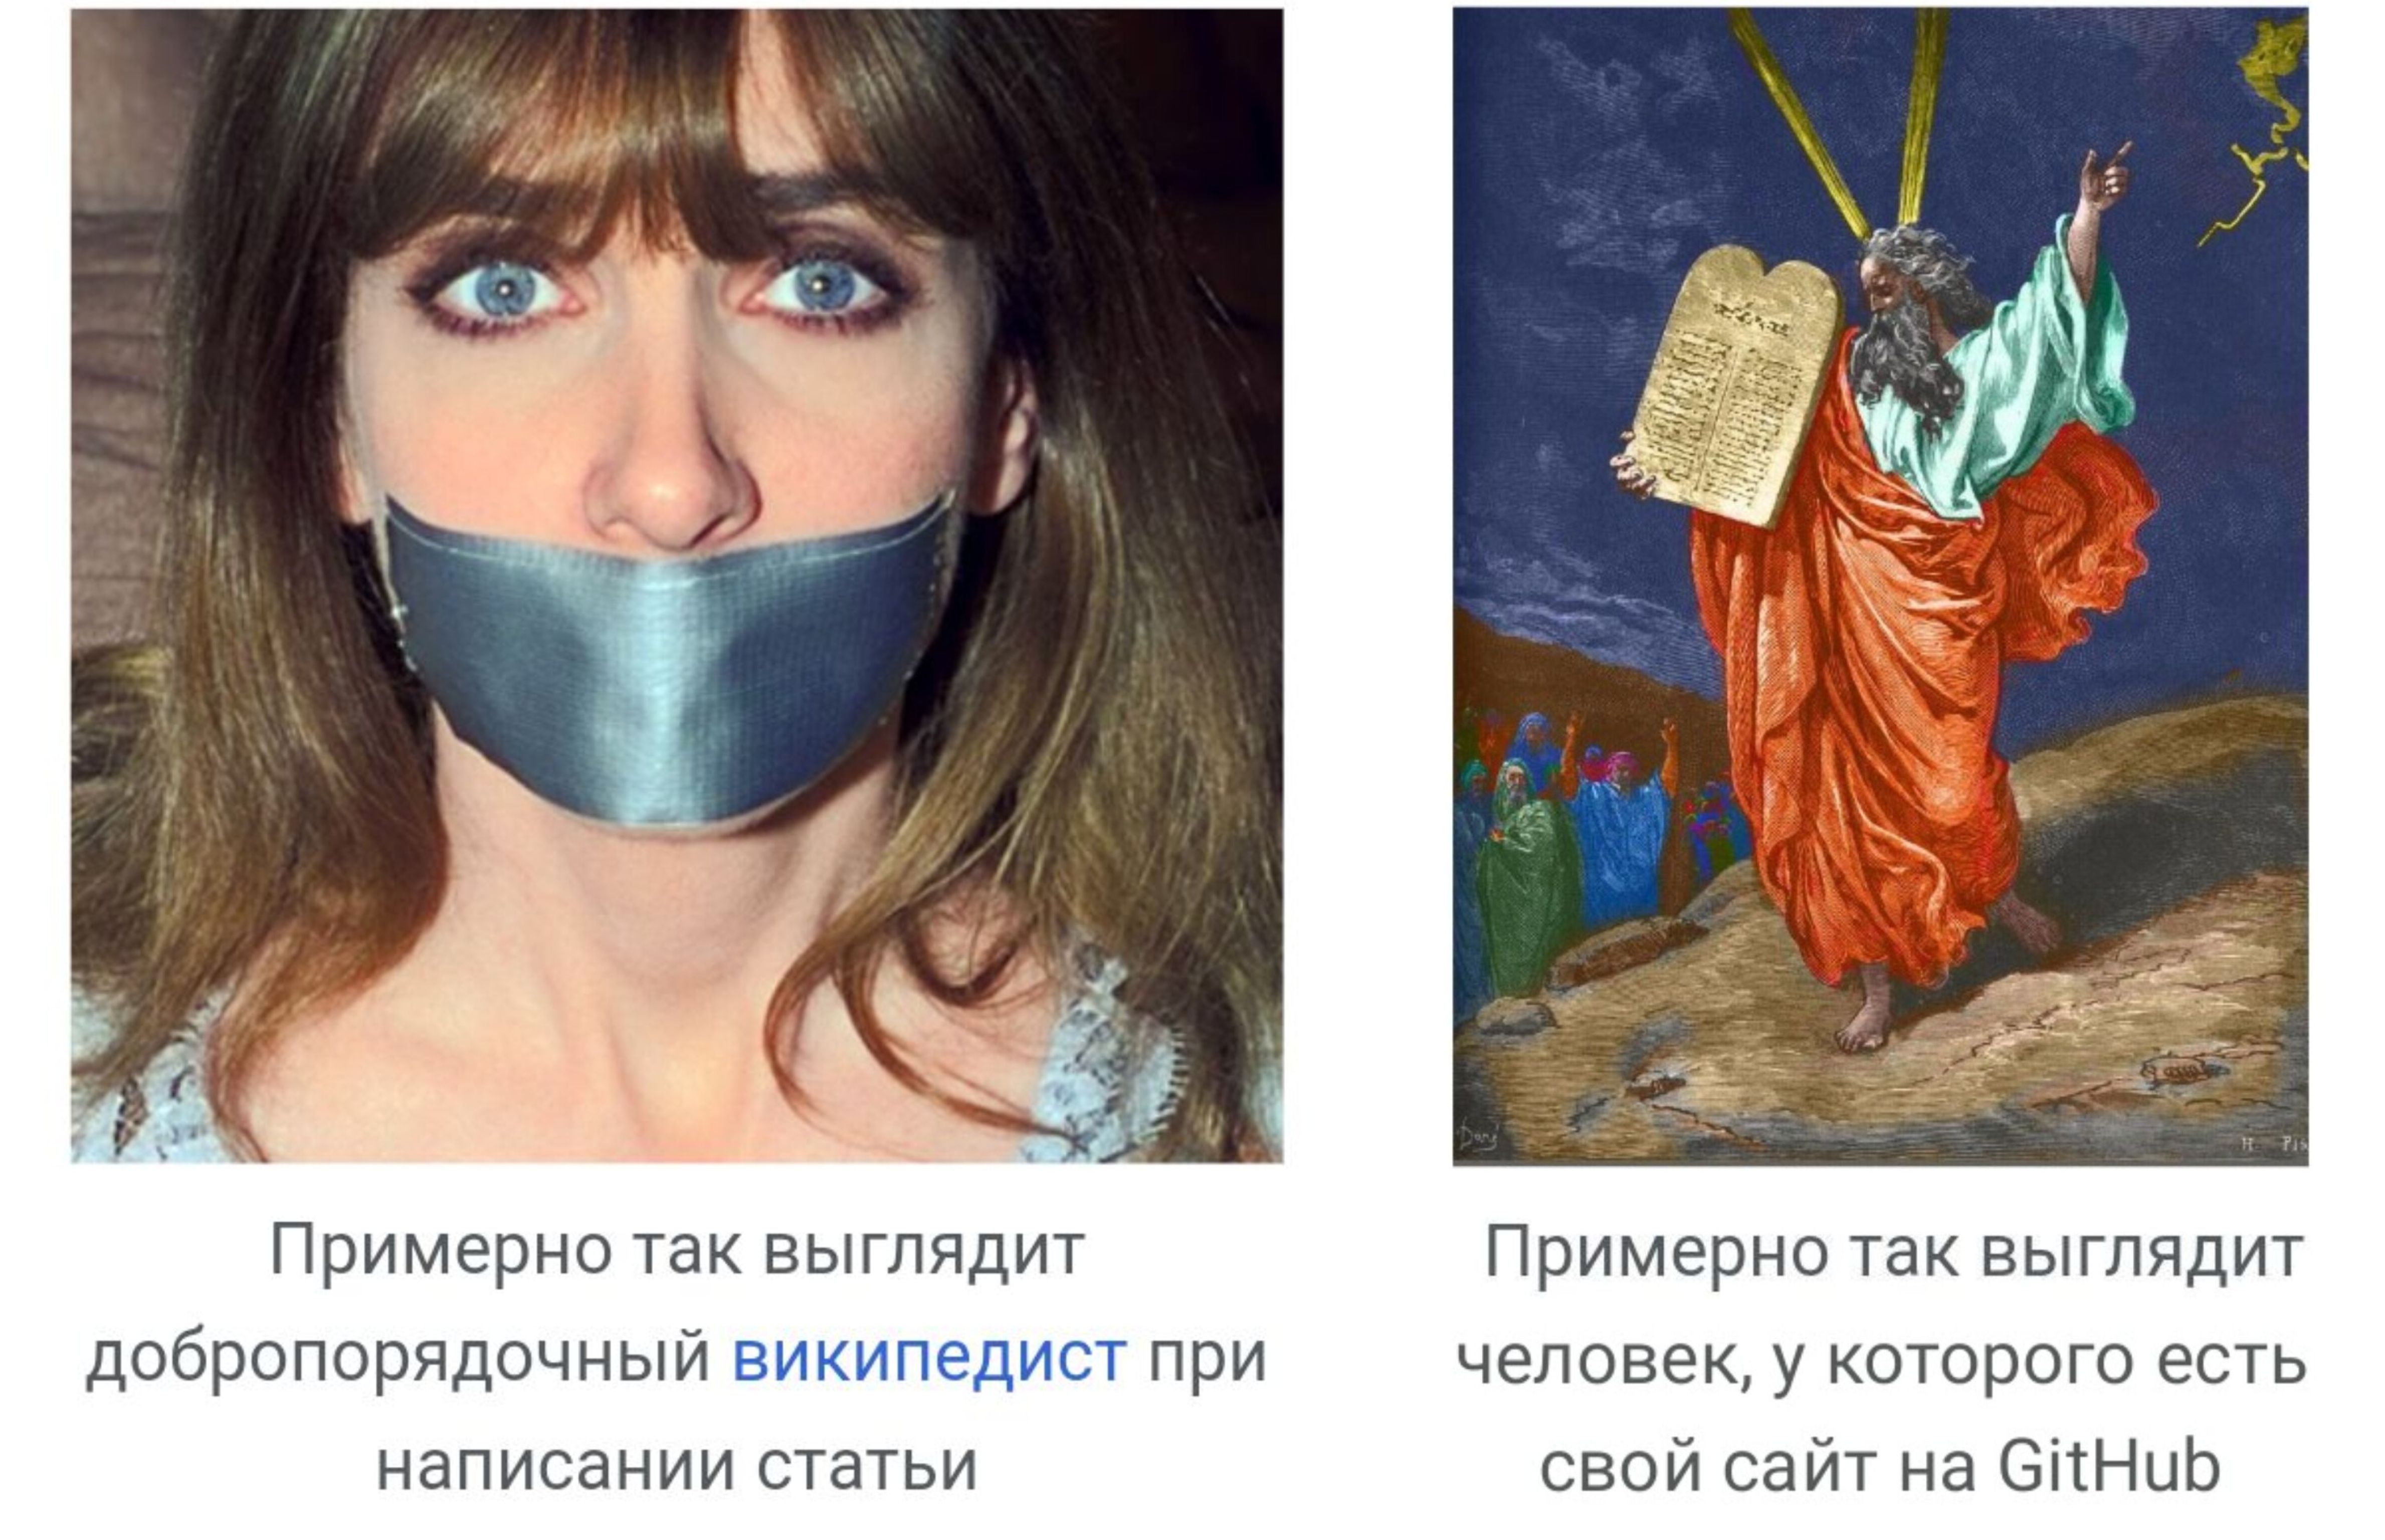 Примерно так выглядит
добропорядочный википедист при
написании статьи
Примерно так выглядит
человек, у которого есть
свой сайт на GitHub